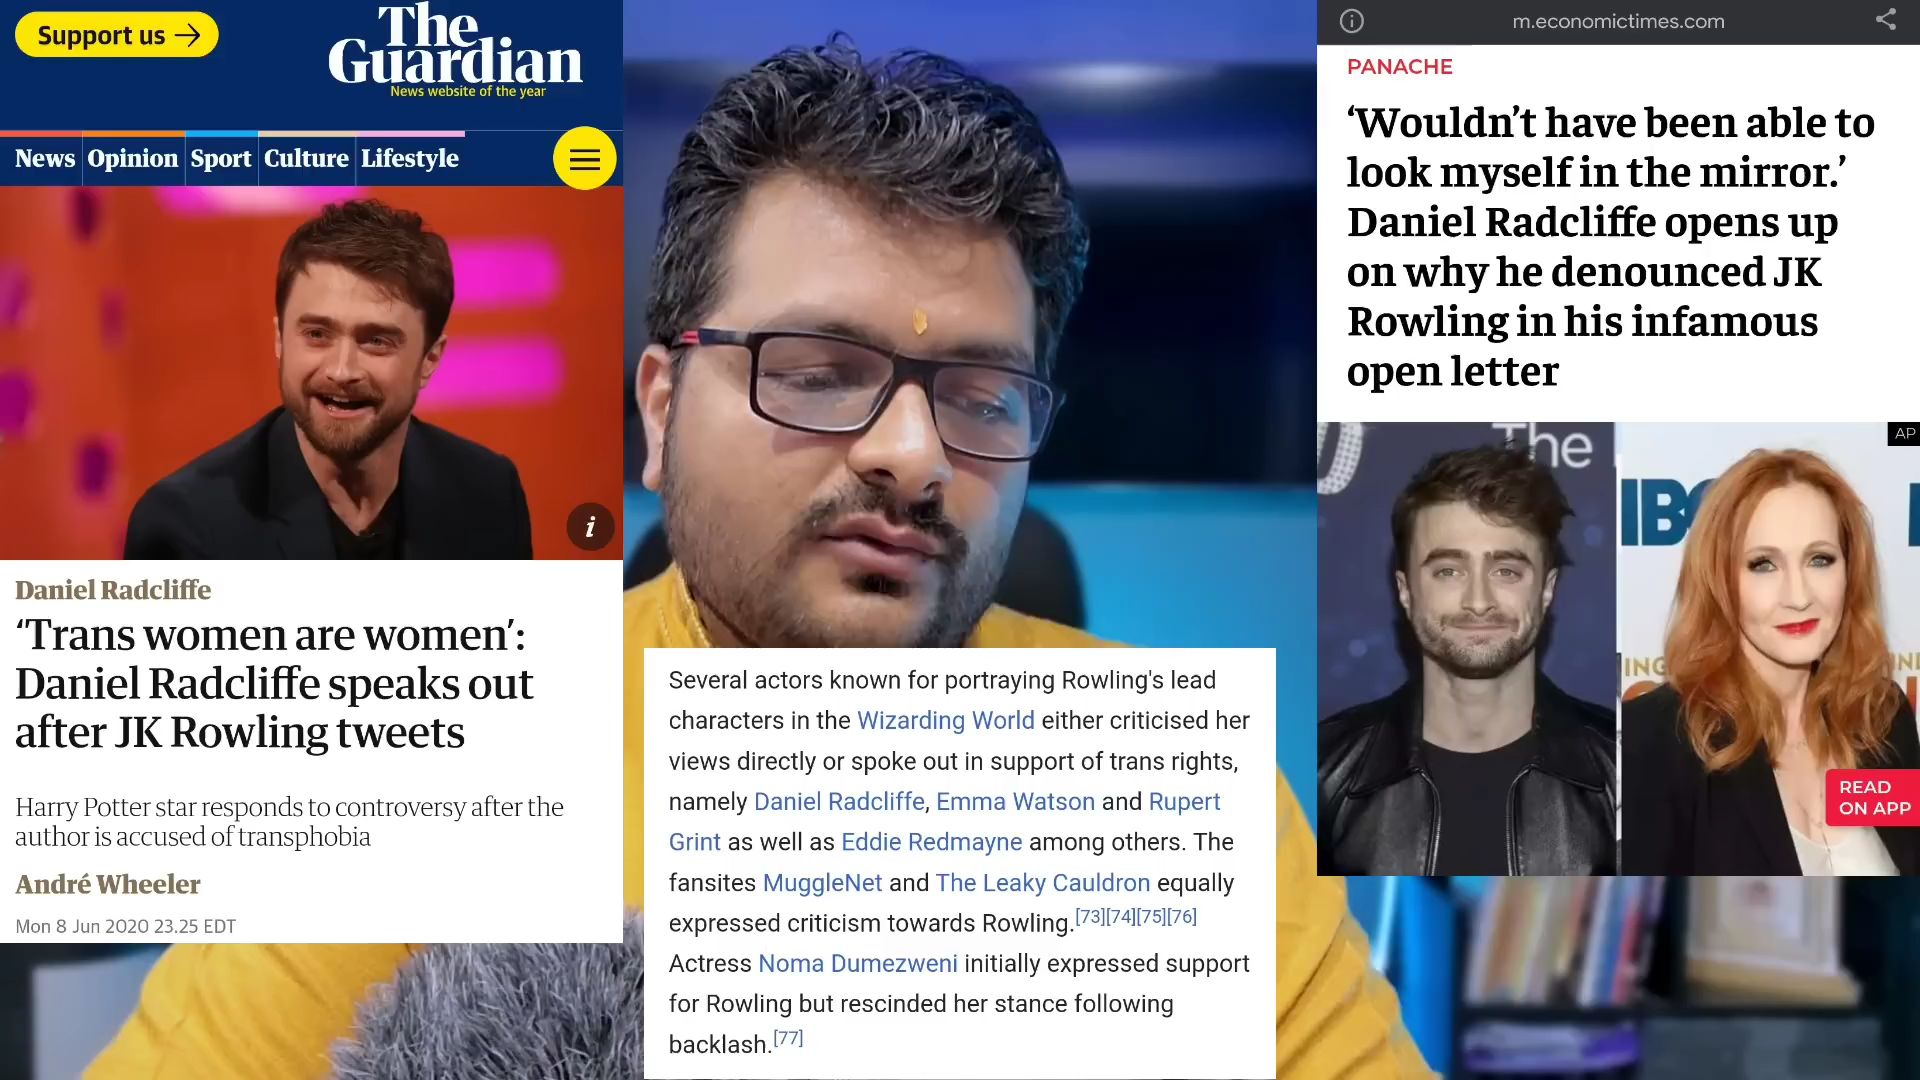 Support us →
The
Guardian
News website of the year
News Opinion Sport Culture Lifestyle
i
Daniel Radcliffe
‘Trans women are women’:
Daniel Radcliffe speaks out
after JK Rowling tweets
Harry Potter star responds to controversy after the
author is accused of transphobia
André Wheeler
Mon 8 Jun 2020 23.25 EDT
Several actors known for portraying Rowling's lead
characters in the Wizarding World either criticised her
views directly or spoke out in support of trans rights,
namely Daniel Radcliffe, Emma Watson and Rupert
Grint as well as Eddie Redmayne among others. The
fansites MuggleNet and The Leaky Cauldron equally
expressed criticism towards Rowling.[73][74][75][76]
Actress Noma Dumezweni initially expressed support
for Rowling but rescinded her stance following
backlash.[77]
m.economictimes.com
PANACHE
‘Wouldn’t have been able to
look myself in the mirror.’
Daniel Radcliffe opens up
on why he denounced JK
Rowling in his infamous
open letter
AP
The
READ
ON APP